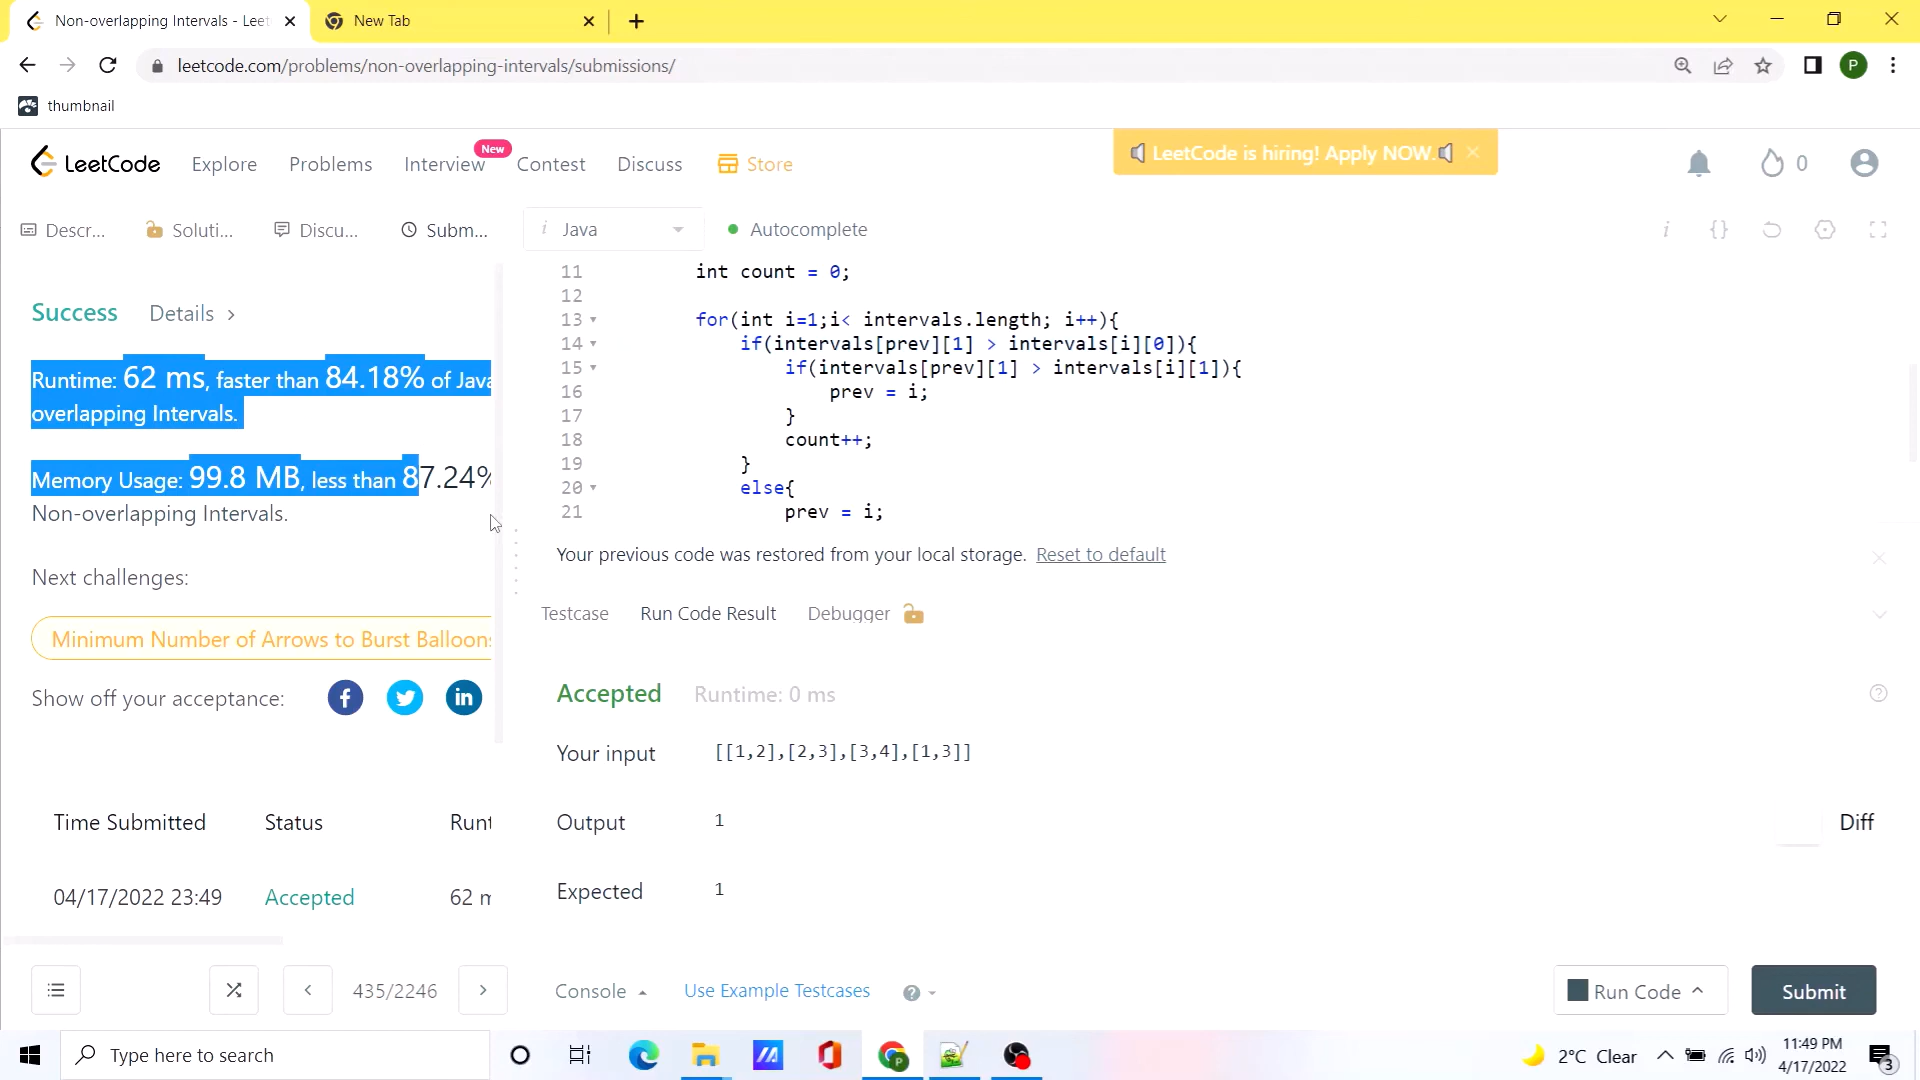 Non-overlapping Intervals - Leet
New Tab
leetcode.com/problems/non-overlapping-intervals/submissions/
P
thumbnail
LeetCode
Explore
Problems
Interview
New
Contest
Discuss
Store
LeetCode is hiring! Apply NOW.
0
Descr...
Soluti...
Discu...
Subm...
i Java
Autocomplete
i
{}
Success
Details >
Runtime: 62 ms, faster than 84.18% of Java
overlapping Intervals.
Memory Usage: 99.8 MB, less than 87.24%
Non-overlapping Intervals.
Next challenges:
Minimum Number of Arrows to Burst Balloons
Show off your acceptance:
Time Submitted
Status
Runt
04/17/2022 23:49
Accepted
62 m
11 int count = 0;
12
13 for(int i=1;i< intervals.length; i++){
14 if(intervals[prev][1] > intervals[i][0]){
15 if(intervals[prev][1] > intervals[i][1]){
16 prev = i;
17 }
18 count++;
19 }
20 else{
21 prev = i;
Your previous code was restored from your local storage. Reset to default
Testcase
Run Code Result
Debugger
Accepted
Runtime: 0 ms
Your input
[[1,2],[2,3],[3,4],[1,3]]
Output
1
Diff
Expected
1
435/2246
Console
Use Example Testcases
Run Code
Submit
Type here to search
2°C Clear
11:49 PM
4/17/2022
3